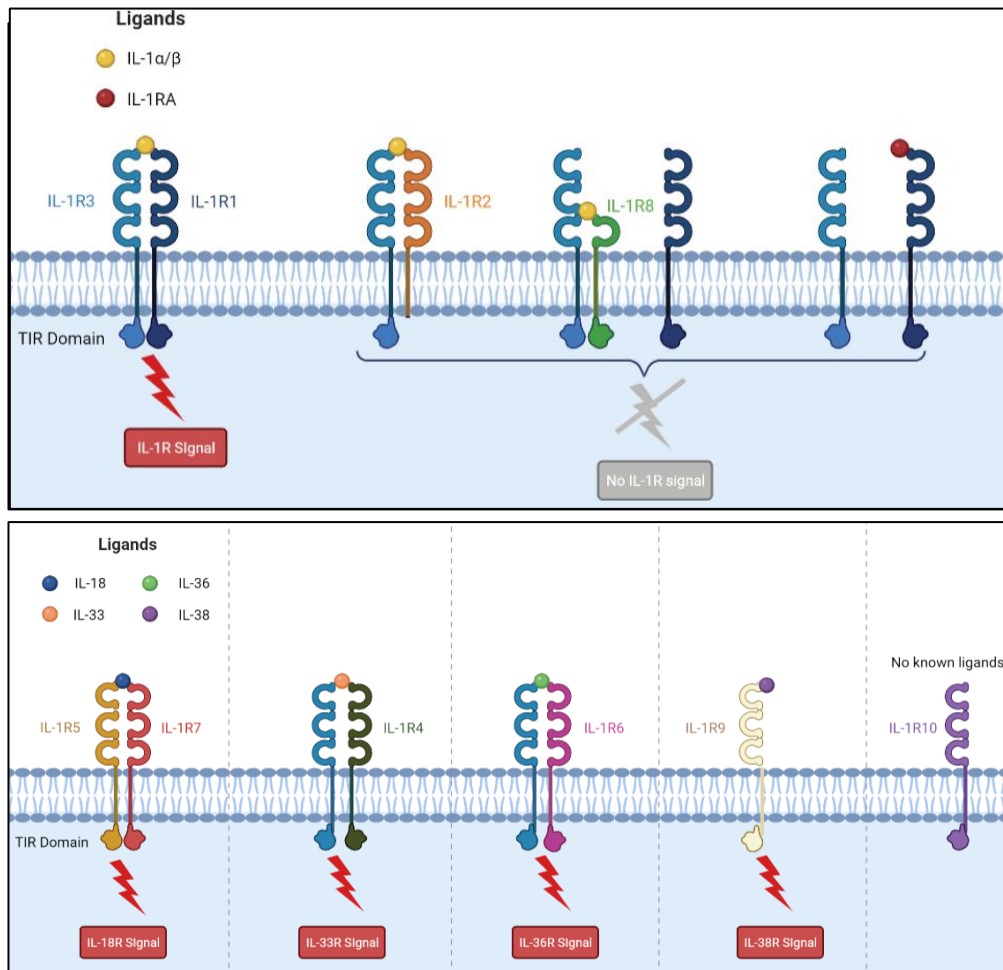 Ligands
IL-1α/β
IL-1RA
IL-1R3
IL-1R1
IL-1R2
IL-1R8
TIR Domain
IL-1R SIgnal
No IL-1R signal
Ligands
IL-18
IL-36
IL-33
IL-38
No known ligands
IL-1R5
IL-1R7
IL-1R4
IL-1R6
IL-1R9
IL-1R10
TIR Domain
IL-18R SIgnal
IL-33R SIgnal
IL-36R SIgnal
IL-38R SIgnal